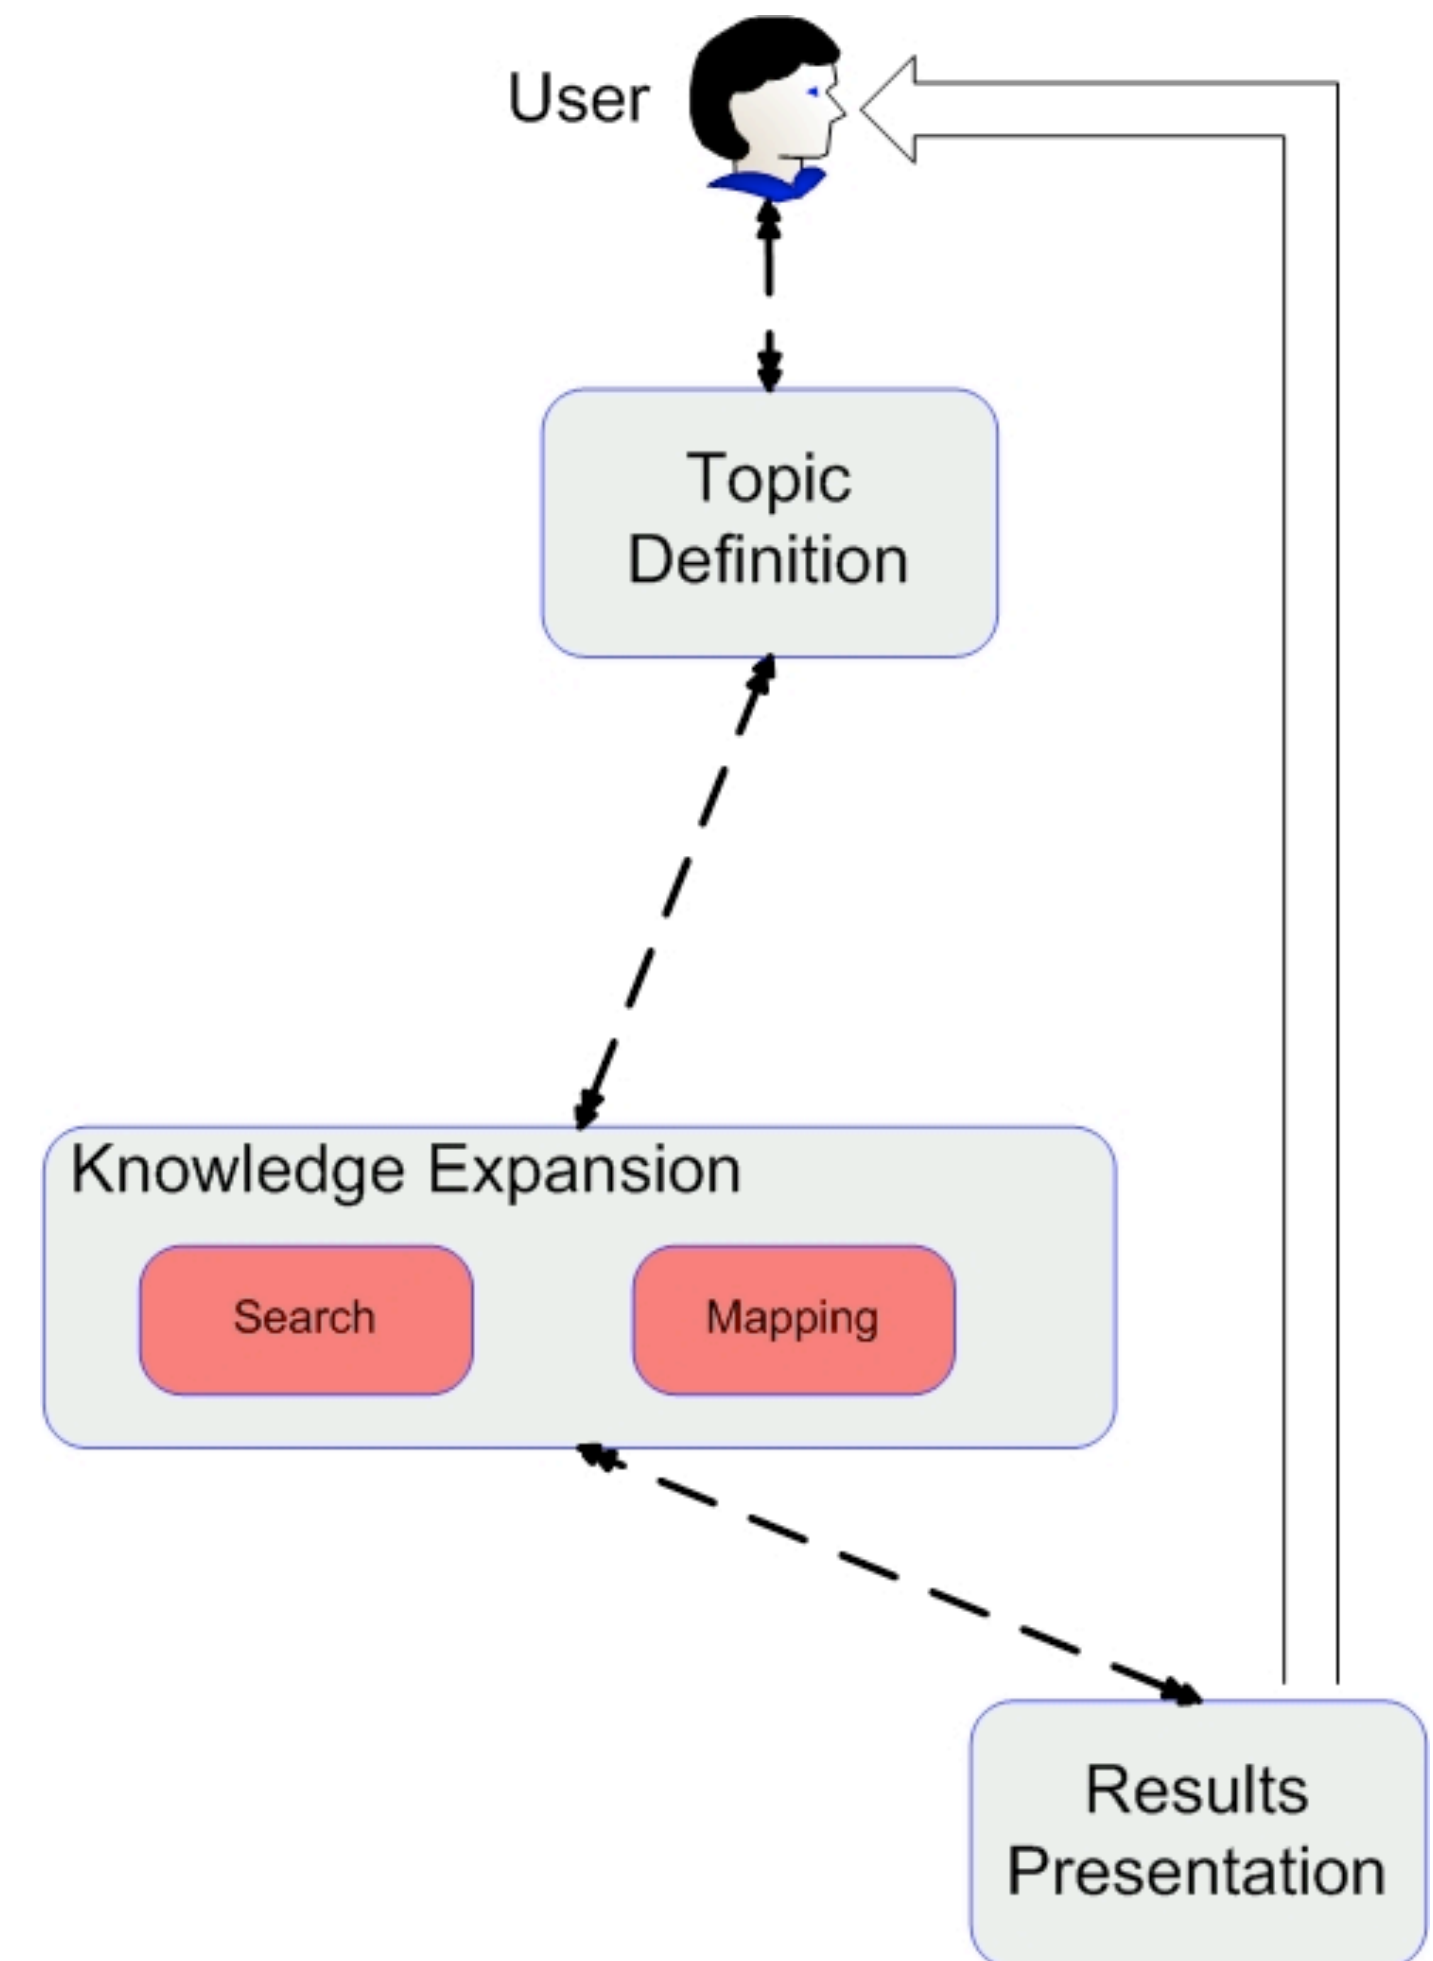 User
Topic
Definition
Knowledge Expansion
Search
Mapping
Results
Presentation